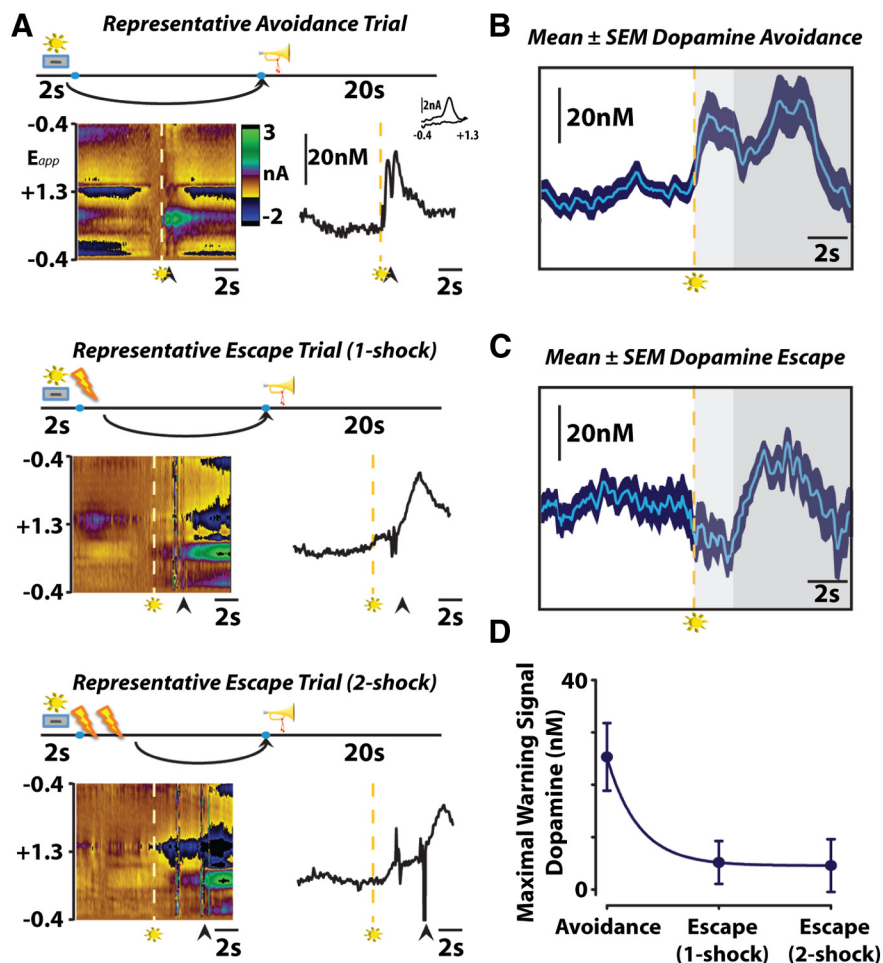 A
Representative Avoidance Trial
2s
20s
-0.4
Eapp
+1.3
-0.4
3
nA
-2
2s
20nM
2nA
-0.4 +1.3
2s
Representative Escape Trial (1-shock)
2s
20s
-0.4
+1.3
-0.4
2s
2s
Representative Escape Trial (2-shock)
2s
20s
-0.4
+1.3
-0.4
2s
2s
B
Mean ± SEM Dopamine Avoidance
20nM
2s
C
Mean ± SEM Dopamine Escape
20nM
2s
D
Maximal Warning Signal
Dopamine (nM)
40
0
Avoidance
Escape
(1-shock)
Escape
(2-shock)